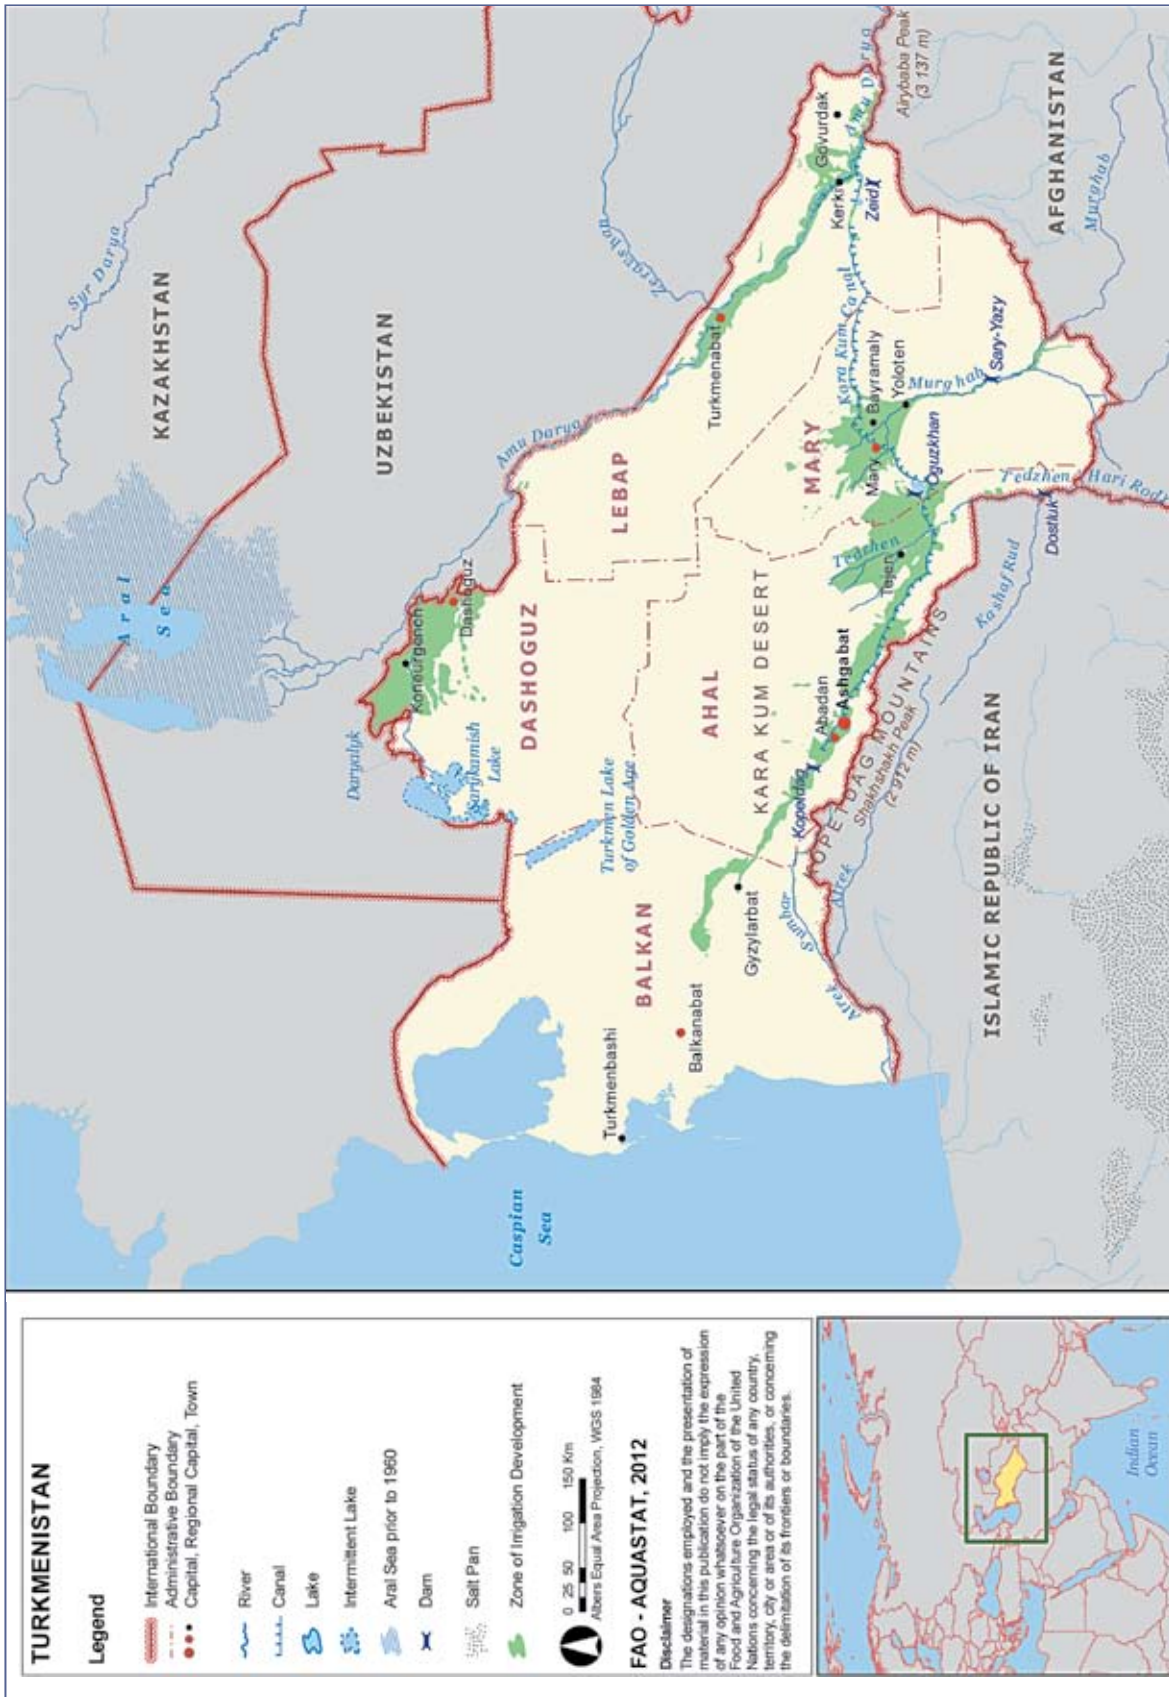 TURKMENISTAN
Legend
International Boundary
Administrative Boundary
Capital, Regional Capital, Town
River
Canal
Lake
Intermittent Lake
Aral Sea prior to 1960
Dam
Salt Pan
Zone of Irrigation Development
0 25 50 100 150 Km
Albers Equal Area Projection, WGS 1984
FAO - AQUASTAT, 2012
Disclaimer
The designations employed and the presentation of
material in this publication do not imply the expression
of any opinion whatsoever on the part of the
Food and Agriculture Organization of the United
Nations concerning the legal status of any country,
territory, city or area or of its authorities, or concerning
the delimitation of its frontiers or boundaries.
Indian
Ocean
KAZAKHSTAN
Syr Darya
Aral
Sea
UZBEKISTAN
Daryalyk
Koneurgench
Dashoguz
Sarykamish
Lake
DASHOGUZ
Amu Darya
Zeravshan
Caspian
Sea
Turkmenbashi
BALKAN
Balkanabat
Gyzylarbat
Turkmen Lake
of Golden Age
LEBAP
Turkmenabat
AHAL
KARA KUM DESERT
MARY
Kara Kum Canal
Kerki
Govurdak
Zeid
Amu Darya
Airybaba Peak
(3 137 m)
Mary
Bayramaly
Yoloten
Murghab
Oguzkhan
Sary-Yazy
Tedzhen
Tejen
Tedzhen / Hari Rod
Dostluk
Kashaf Rud
Abadan
Ashgabat
Kopetdag
KOPETDAG MOUNTAINS
Shakhshakh Peak
(2 912 m)
Sumbar
Atrek
Atrek
ISLAMIC REPUBLIC OF IRAN
AFGHANISTAN
Murghab